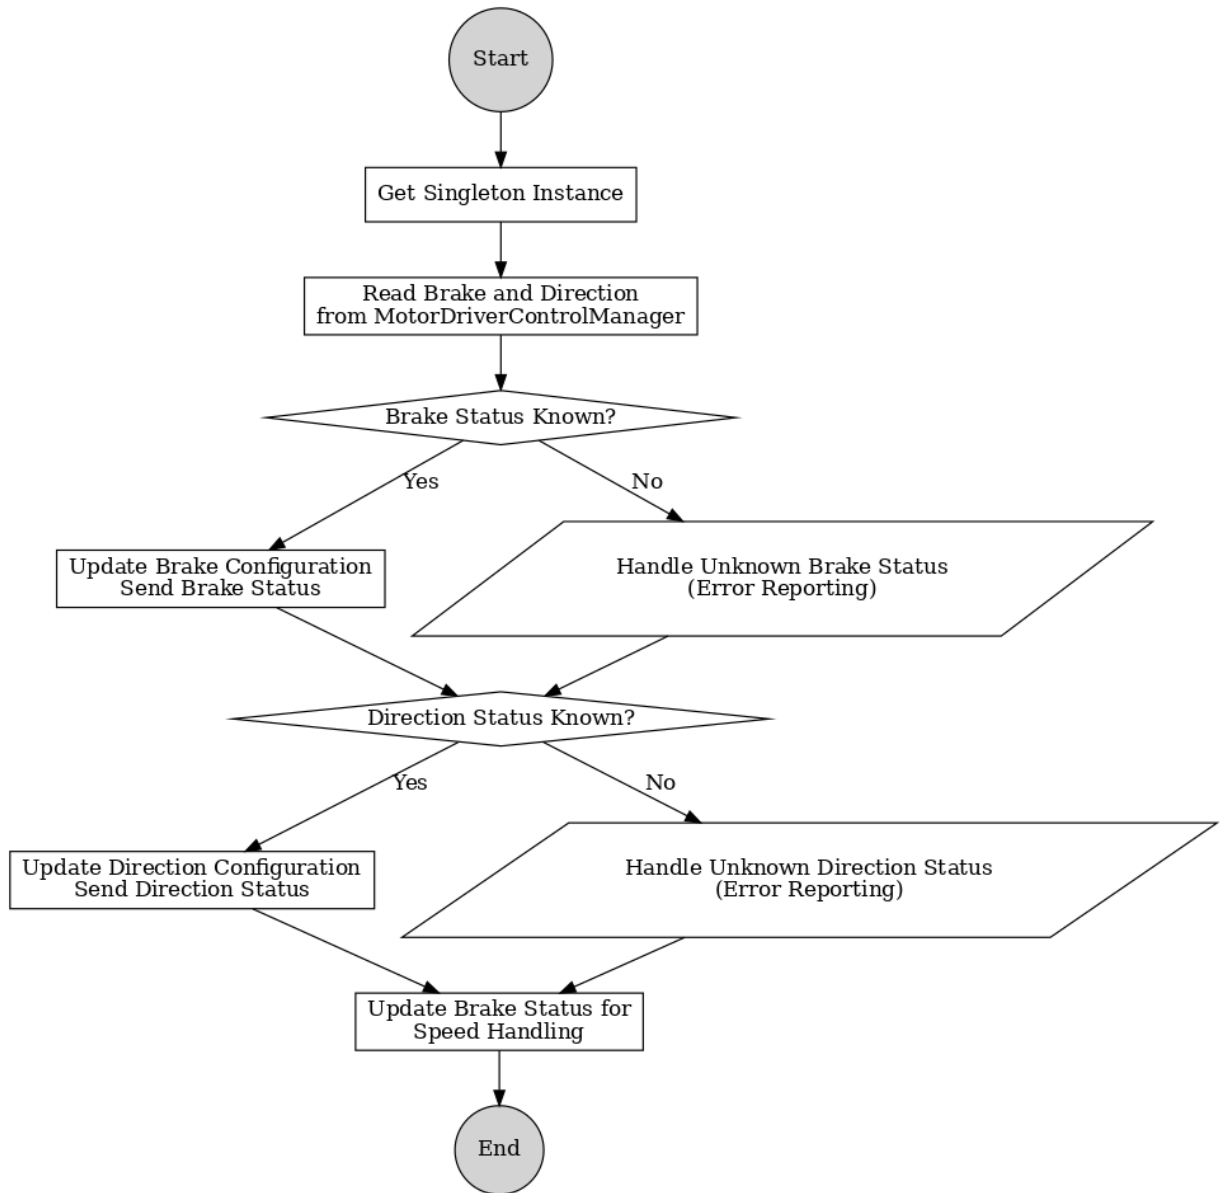 Start
Get Singleton Instance
Read Brake and Direction
from MotorDriverControlManager
Brake Status Known?
Yes
No
Update Brake Configuration
Send Brake Status
Handle Unknown Brake Status
(Error Reporting)
Direction Status Known?
Yes
No
Update Direction Configuration
Send Direction Status
Handle Unknown Direction Status
(Error Reporting)
Update Brake Status for
Speed Handling
End